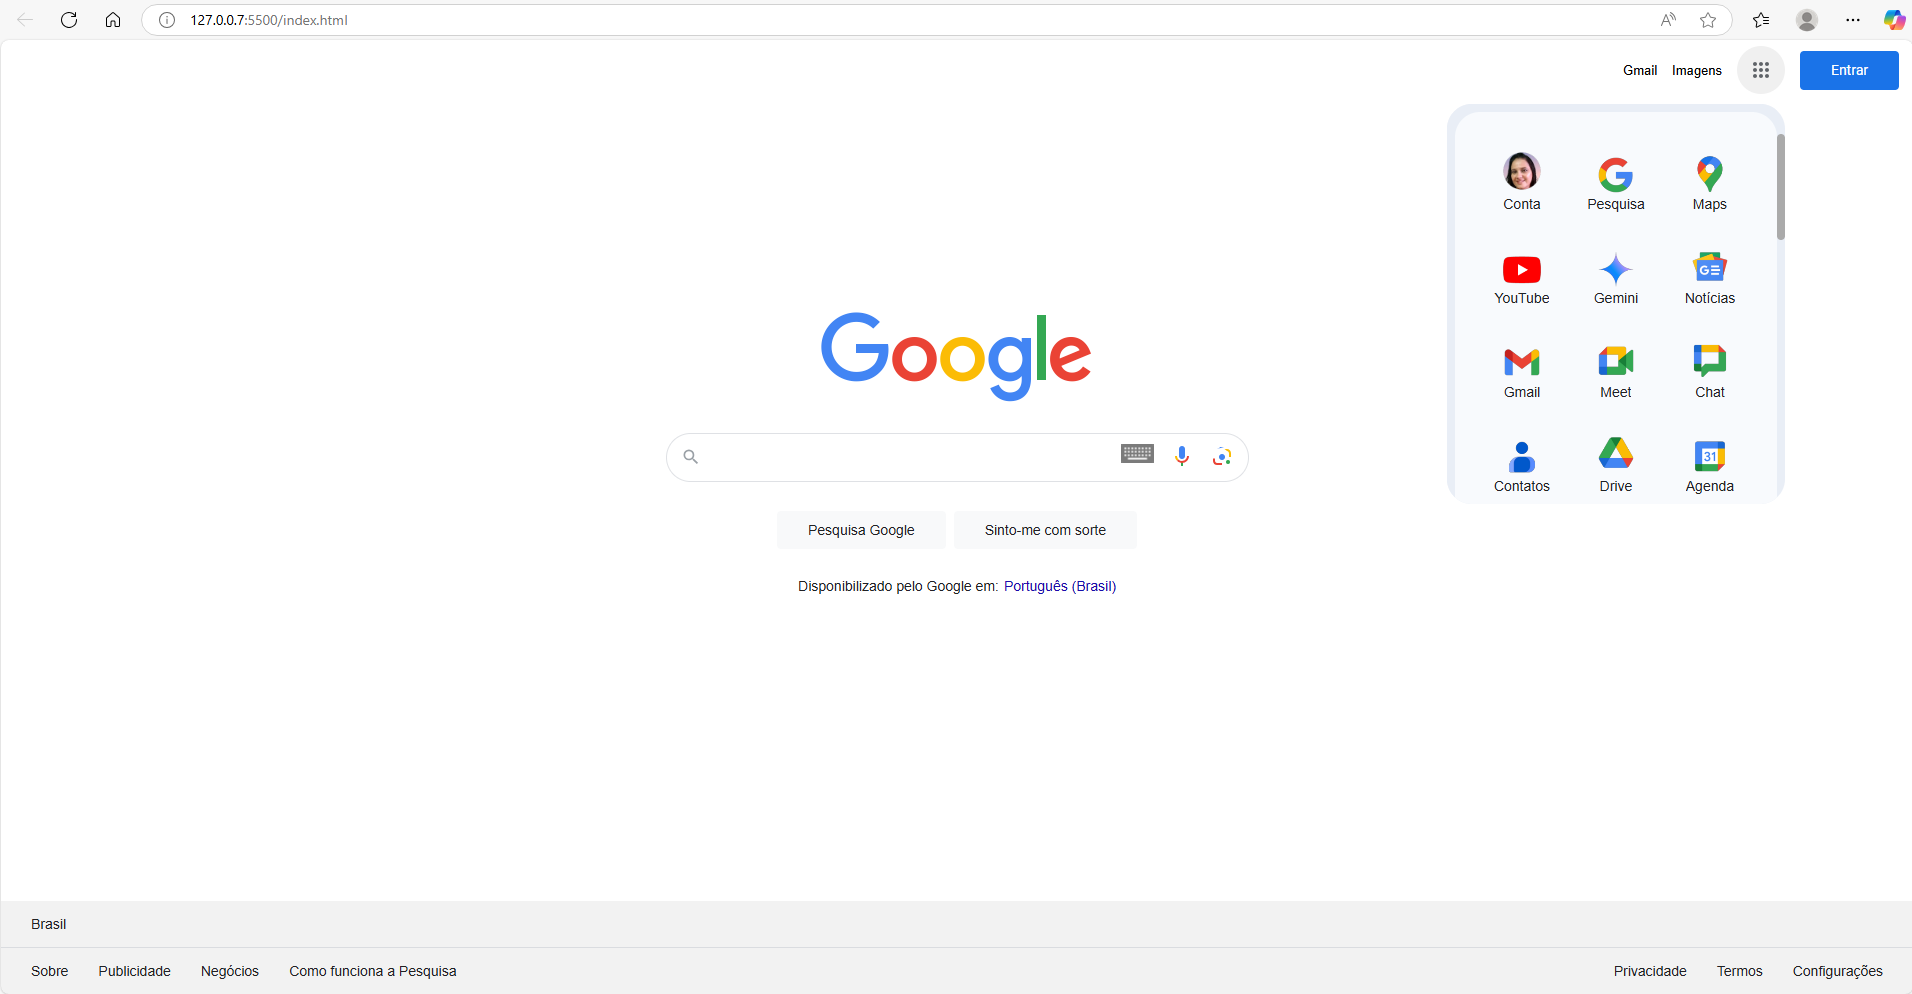 127.0.0.7:5500/index.html
Gmail Imagens Entrar
Conta Pesquisa Maps
YouTube Gemini Notícias
Gmail Meet Chat
31
Contatos Drive Agenda
Google
Pesquisa Google Sinto-me com sorte
Disponibilizado pelo Google em: Português (Brasil)
Brasil
Sobre Publicidade Negócios Como funciona a Pesquisa Privacidade Termos Configurações